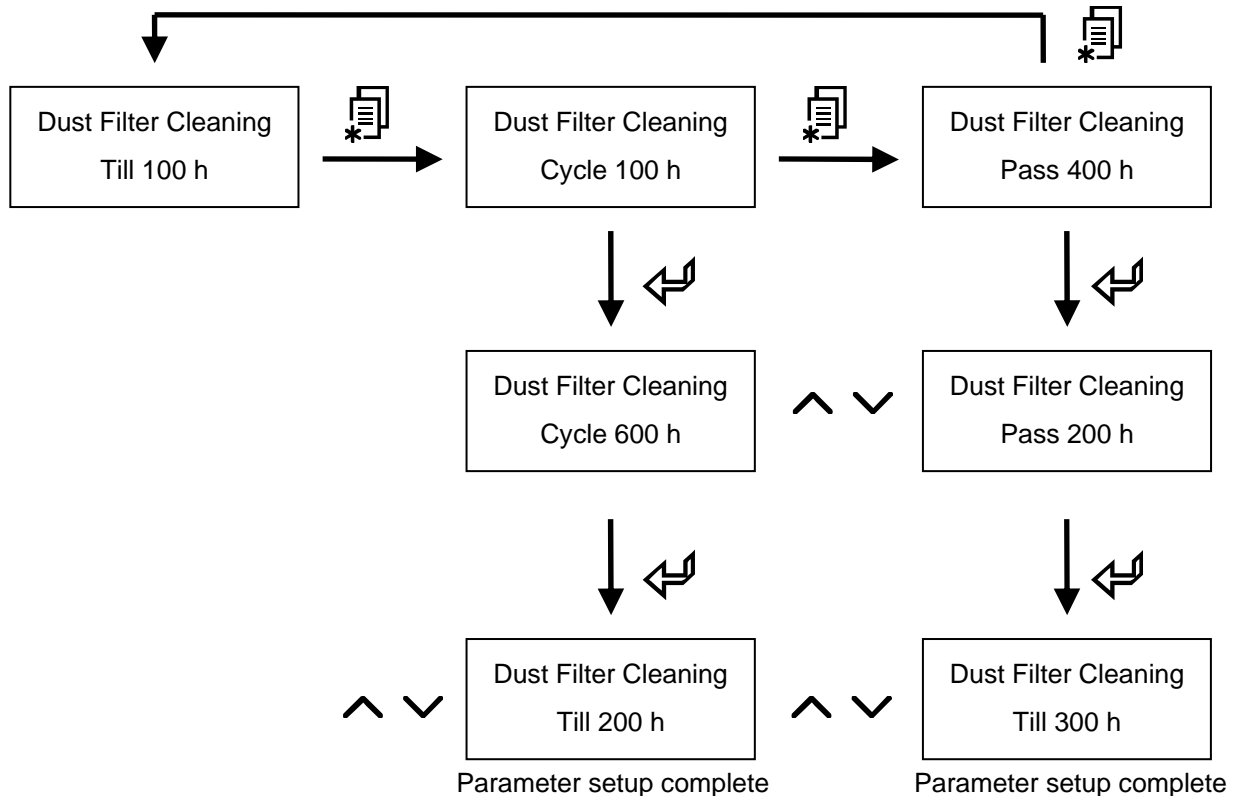 Dust Filter Cleaning
Till 100 h
Dust Filter Cleaning
Cycle 100 h
Dust Filter Cleaning
Pass 400 h
Dust Filter Cleaning
Cycle 600 h
Dust Filter Cleaning
Pass 200 h
Dust Filter Cleaning
Till 200 h
Dust Filter Cleaning
Till 300 h
Parameter setup complete
Parameter setup complete